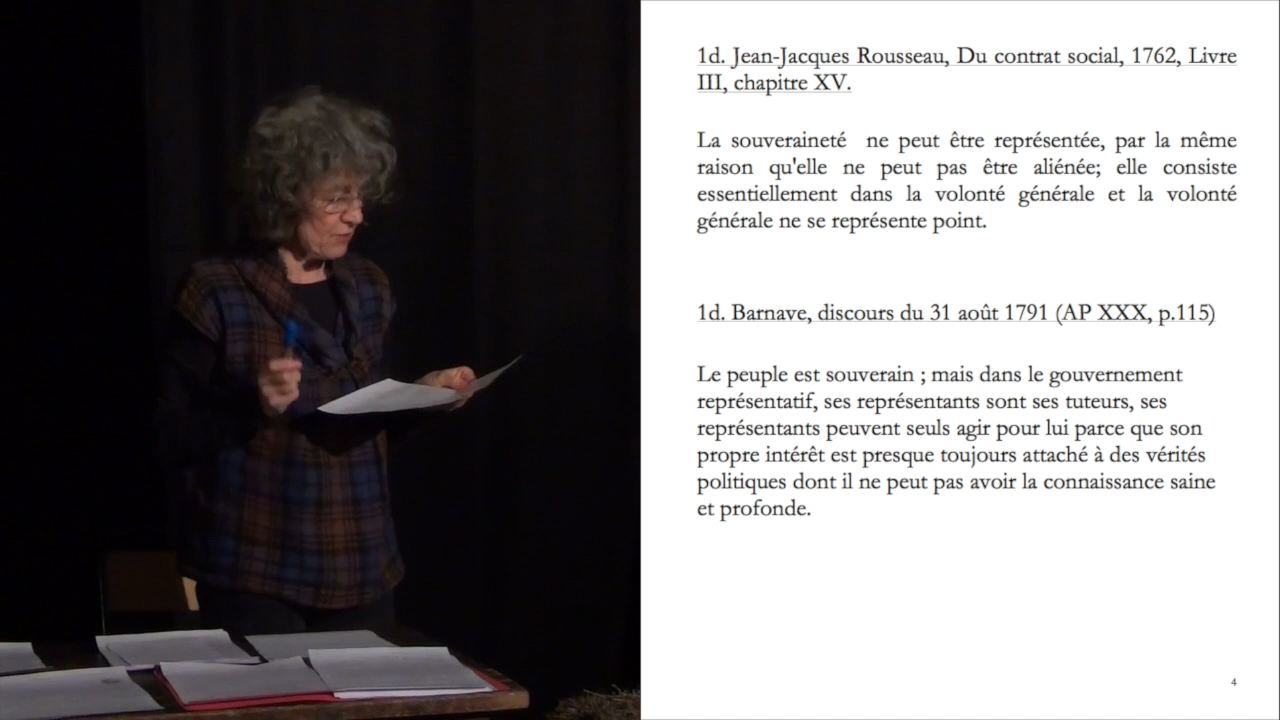 1d. Jean-Jacques Rousseau, Du contrat social, 1762, Livre
III, chapitre XV.
La souveraineté ne peut être représentée, par la même
raison qu'elle ne peut pas être aliénée; elle consiste
essentiellement dans la volonté générale et la volonté
générale ne se représente point.
1d. Barnave, discours du 31 août 1791 (AP XXX, p.115)
Le peuple est souverain ; mais dans le gouvernement
représentatif, ses représentants sont ses tuteurs, ses
représentants peuvent seuls agir pour lui parce que son
propre intérêt est presque toujours attaché à des vérités
politiques dont il ne peut pas avoir la connaissance saine
et profonde.
4